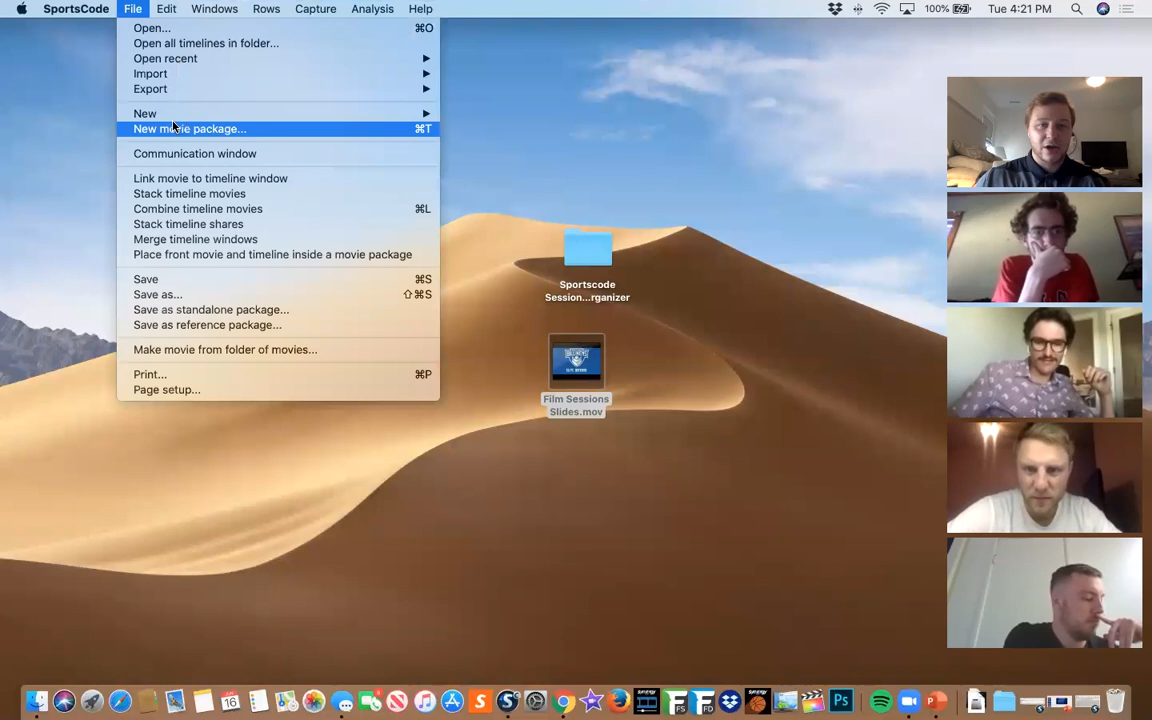 SportsCode File Edit Windows Rows Capture Analysis Help 100% Tue 4:21 PM
Open... ⌘O
Open all timelines in folder...
Open recent
Import
Export
New
New movie package... ⌘T
Communication window
Link movie to timeline window
Stack timeline movies
Combine timeline movies ⌘L
Stack timeline shares
Merge timeline windows
Place front movie and timeline inside a movie package
Save ⌘S
Save as... ⇧⌘S
Save as standalone package...
Save as reference package...
Make movie from folder of movies...
Print... ⌘P
Page setup...
Sportscode
Session...rganizer
Film Sessions
Slides.mov
16
Ps